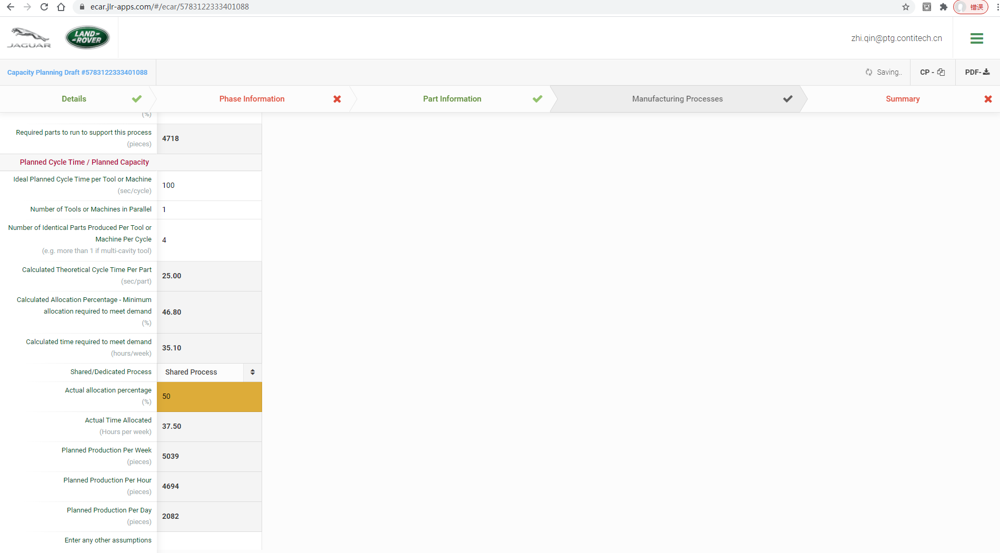 ecar.jlr-apps.com/#/ecar/5783122333401088
错误
JAGUAR
LAND-
-ROVER
zhi.qin@ptg.contitech.cn
Capacity Planning Draft #5783122333401088
Saving..
CP -
PDF-
Details
Phase Information
Part Information
Manufacturing Processes
Summary
(%)
Required parts to run to support this process
(pieces)
4718
Planned Cycle Time / Planned Capacity
Ideal Planned Cycle Time per Tool or Machine
(sec/cycle)
100
Number of Tools or Machines in Parallel
1
Number of Identical Parts Produced Per Tool or
Machine Per Cycle
(e.g. more than 1 if multi-cavity tool)
4
Calculated Theoretical Cycle Time Per Part
(sec/part)
25.00
Calculated Allocation Percentage - Minimum
allocation required to meet demand
(%)
46.80
Calculated time required to meet demand
(hours/week)
35.10
Shared/Dedicated Process
Shared Process
Actual allocation percentage
(%)
50
Actual Time Allocated
(Hours per week)
37.50
Planned Production Per Week
(pieces)
5039
Planned Production Per Hour
(pieces)
4694
Planned Production Per Day
(pieces)
2082
Enter any other assumptions